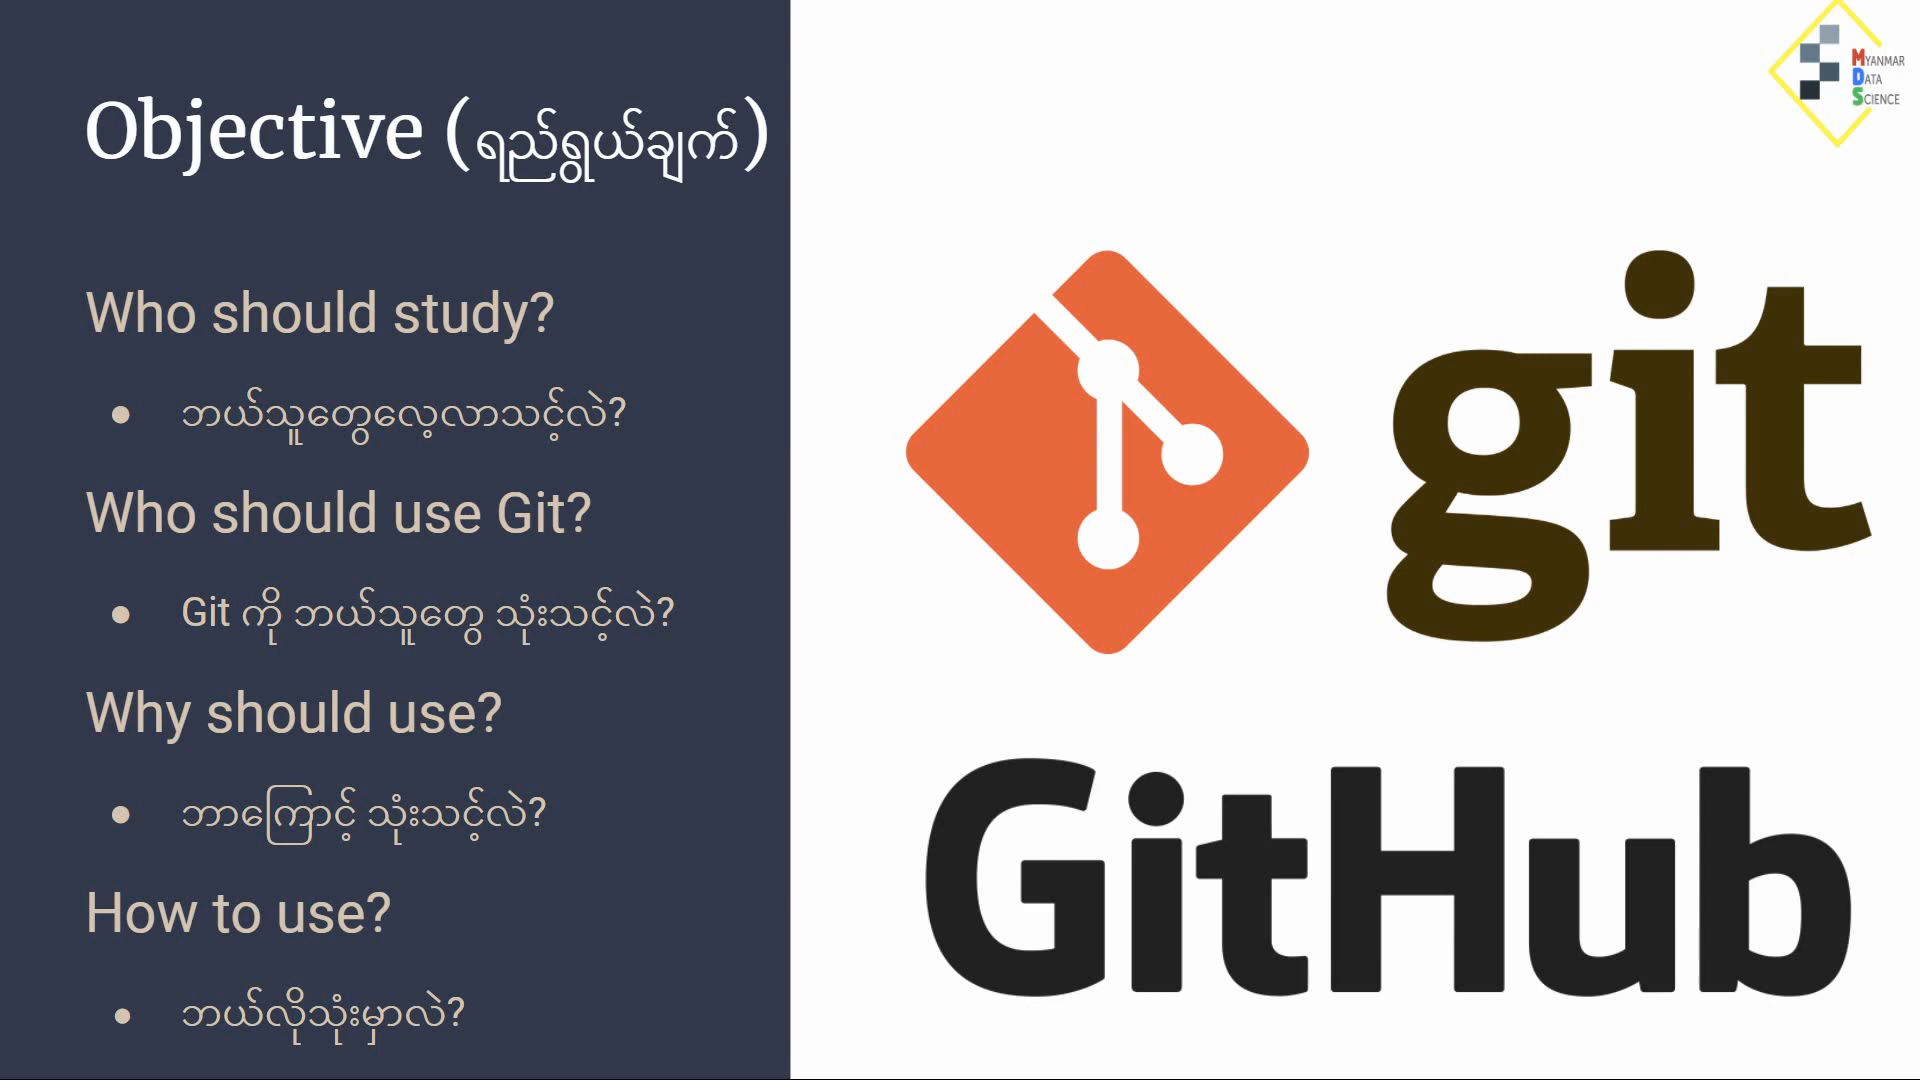 Objective (ရည်ရွယ်ချက်)
Who should study?
● ဘယ်သူတွေလေ့လာသင့်လဲ?
Who should use Git?
● Git ကို ဘယ်သူတွေ သုံးသင့်လဲ?
Why should use?
● ဘာကြောင့် သုံးသင့်လဲ?
How to use?
● ဘယ်လိုသုံးမှာလဲ?
MYANMAR
DATA
SCIENCE
git
GitHub